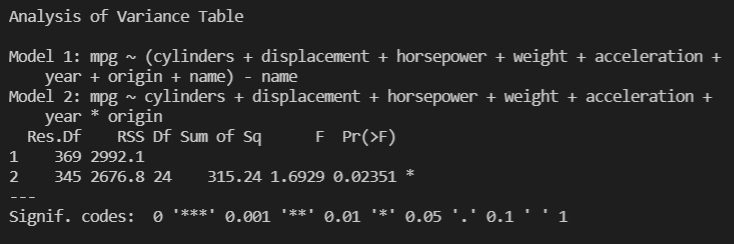 Analysis of Variance Table

Model 1: mpg ~ (cylinders + displacement + horsepower + weight + acceleration +
    year + origin + name) - name
Model 2: mpg ~ cylinders + displacement + horsepower + weight + acceleration +
    year * origin
  Res.Df    RSS Df Sum of Sq      F  Pr(>F)
1    369 2992.1
2    345 2676.8 24    315.24 1.6929 0.02351 *
---
Signif. codes:  0 '***' 0.001 '**' 0.01 '*' 0.05 '.' 0.1 ' ' 1